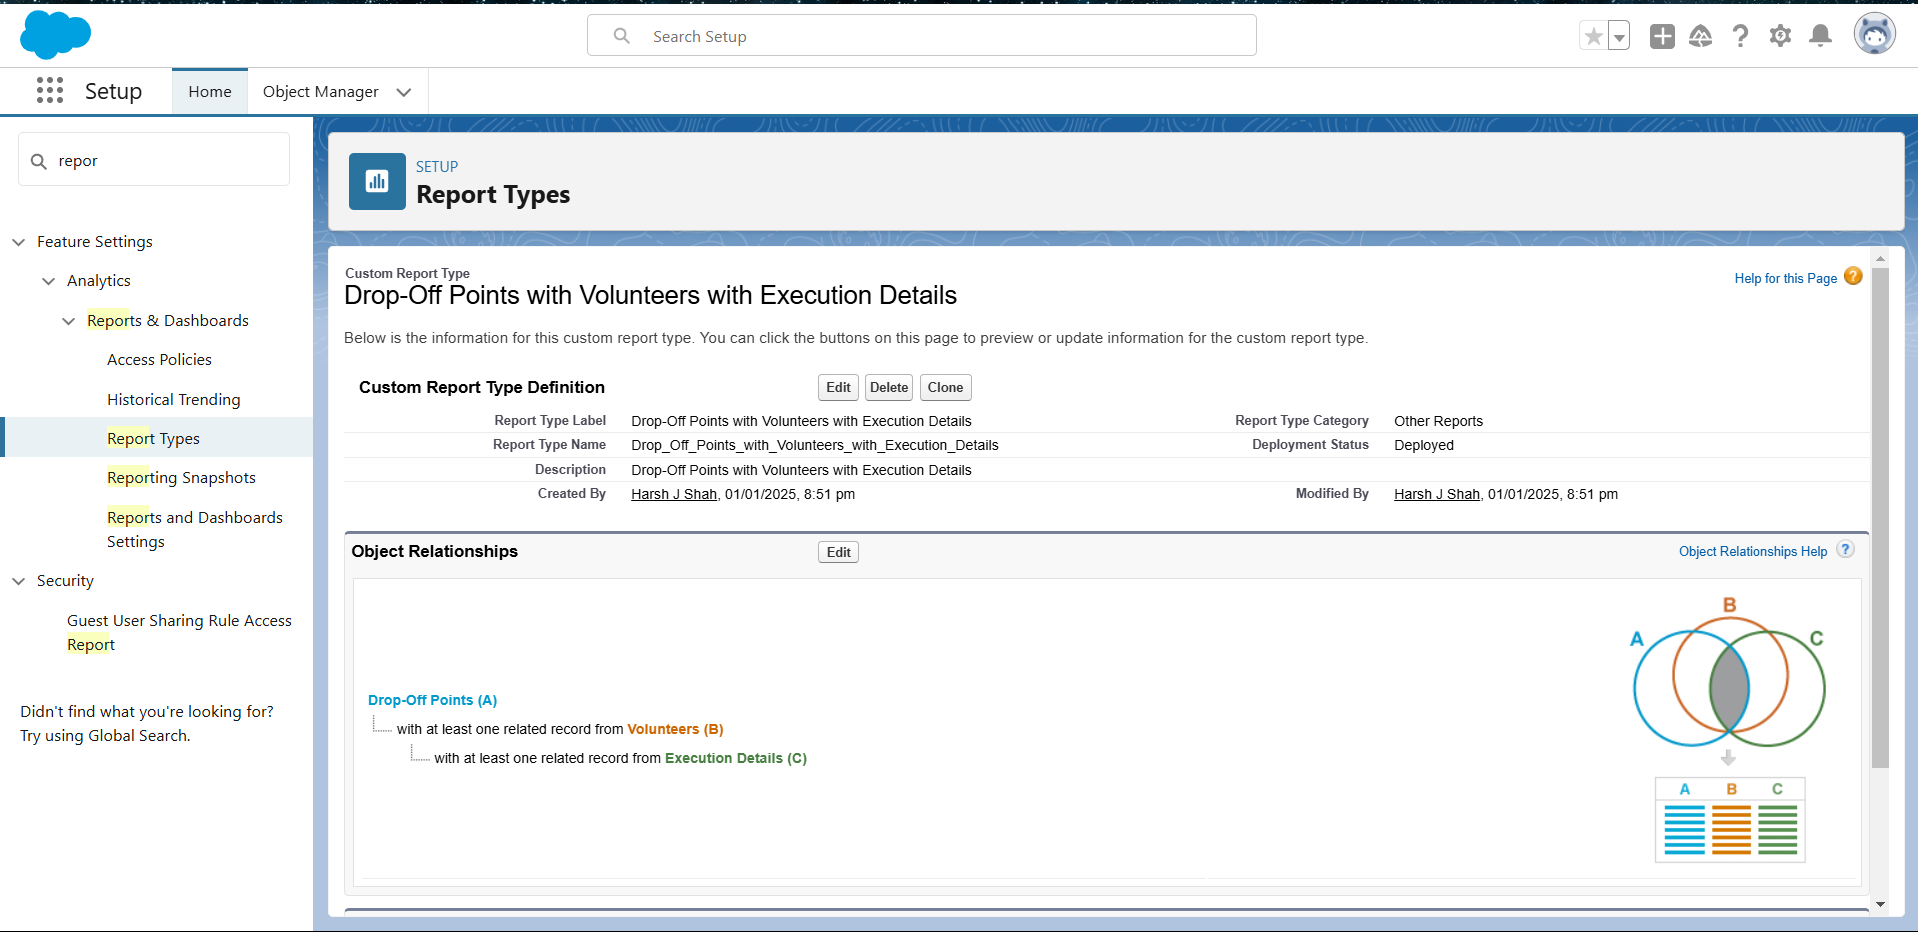 Search Setup
Setup
Home
Object Manager
repor
Feature Settings
Analytics
Reports & Dashboards
Access Policies
Historical Trending
Report Types
Reporting Snapshots
Reports and Dashboards
Settings
Security
Guest User Sharing Rule Access
Report
Didn't find what you're looking for?
Try using Global Search.
SETUP
Report Types
Custom Report Type
Drop-Off Points with Volunteers with Execution Details
Help for this Page ?
Below is the information for this custom report type. You can click the buttons on this page to preview or update information for the custom report type.
Custom Report Type Definition
Edit Delete Clone
Report Type Label Drop-Off Points with Volunteers with Execution Details Report Type Category Other Reports
Report Type Name Drop_Off_Points_with_Volunteers_with_Execution_Details Deployment Status Deployed
Description Drop-Off Points with Volunteers with Execution Details
Created By Harsh J Shah, 01/01/2025, 8:51 pm Modified By Harsh J Shah, 01/01/2025, 8:51 pm
Object Relationships
Edit
Object Relationships Help ?
Drop-Off Points (A)
with at least one related record from Volunteers (B)
with at least one related record from Execution Details (C)
B
A C
A B C